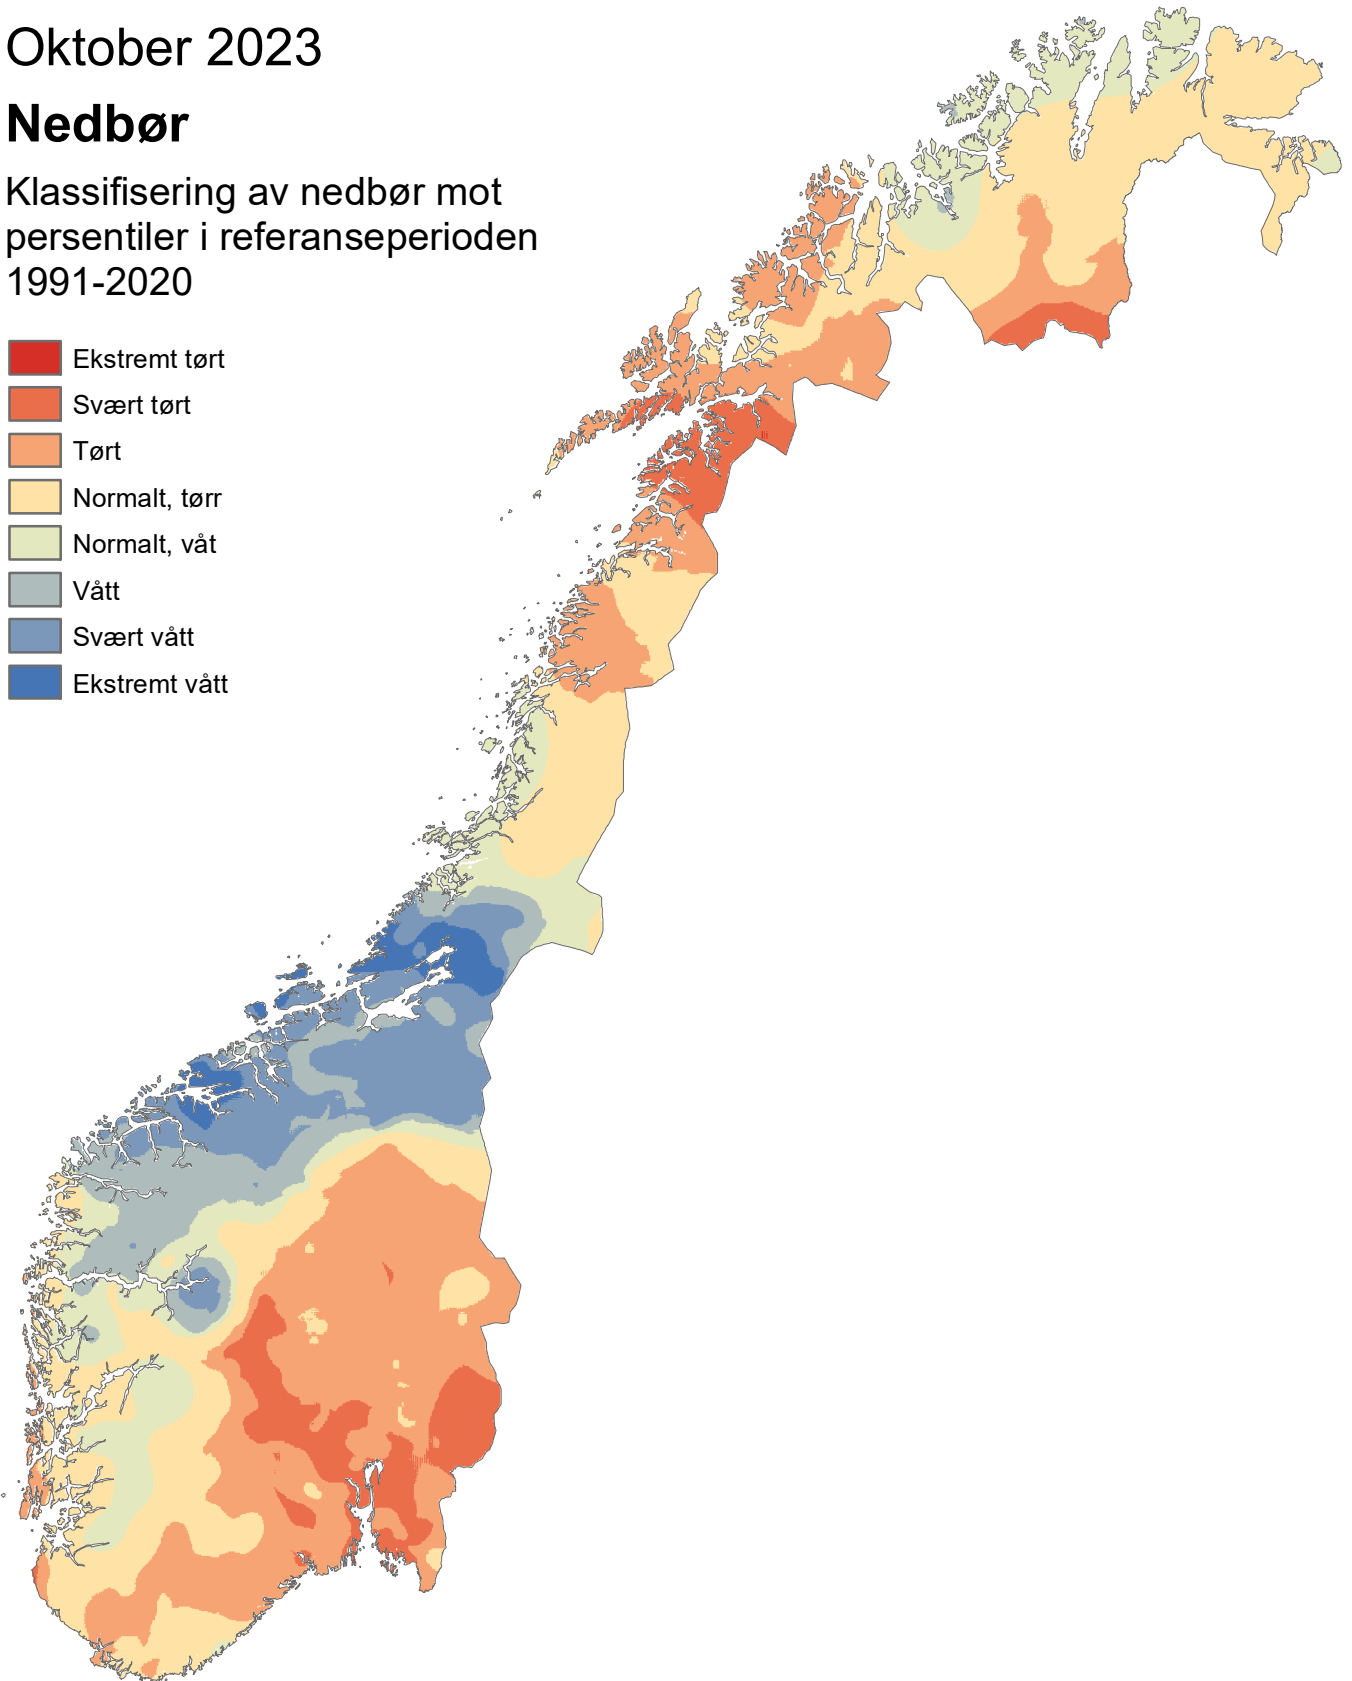 Oktober 2023
Nedbør
Klassifisering av nedbør mot
persentiler i referanseperioden
1991-2020
Ekstremt tørt
Svært tørt
Tørt
Normalt, tørr
Normalt, våt
Vått
Svært vått
Ekstremt vått